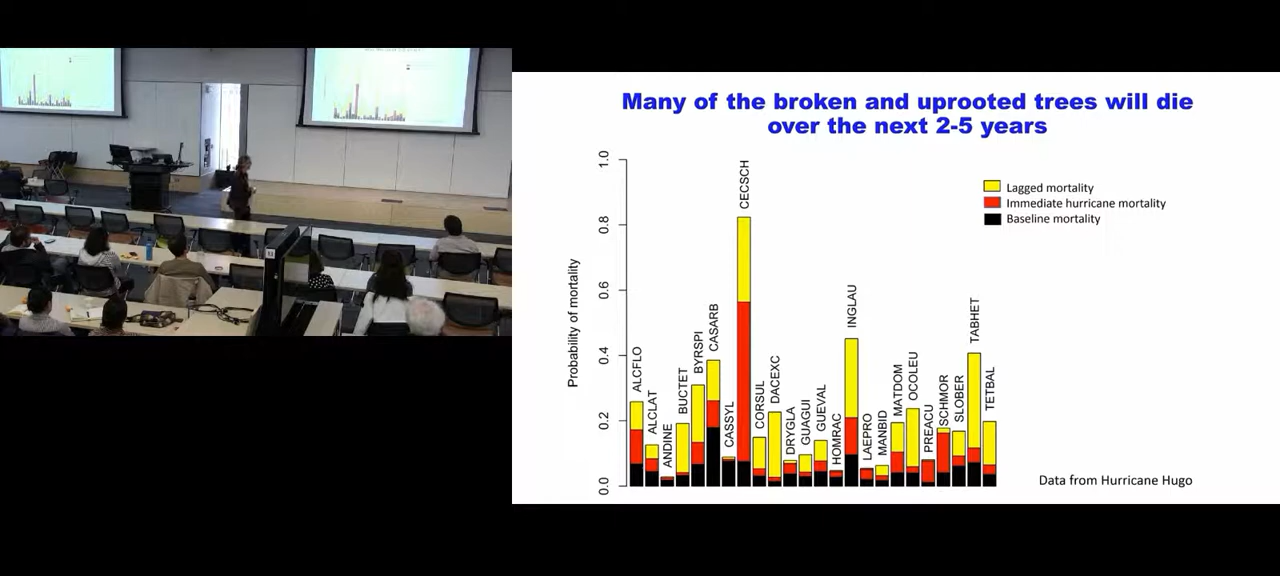 Many of the broken and uprooted trees will die
over the next 2-5 years
Lagged mortality
Immediate hurricane mortality
Baseline mortality
Probability of mortality
1.0
0.8
0.6
0.4
0.2
0.0
ALCFLO
ALCLAT
ANDINE
BUCTET
BYRSPI
CASARB
CASSYL
CECSCH
CORSUL
DACEXC
DRYGLA
GUAGUI
GUEVAL
HOMRAC
INGLAU
LAEPRO
MANBID
MATDOM
OCOLEU
PREACU
SCHMOR
SLOBER
TABHET
TETBAL
Data from Hurricane Hugo